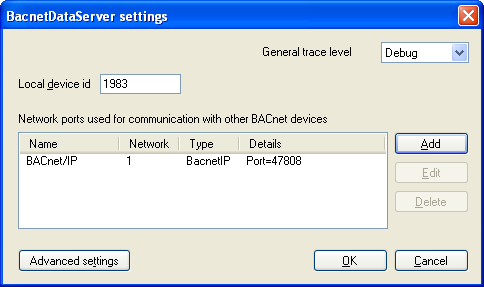 BacnetDataServer settings
General trace level Debug
Local device id 1983
Network ports used for communication with other BACnet devices
Name Network Type Details
BACnet/IP 1 BacnetIP Port=47808
Add
Edit
Delete
Advanced settings OK Cancel